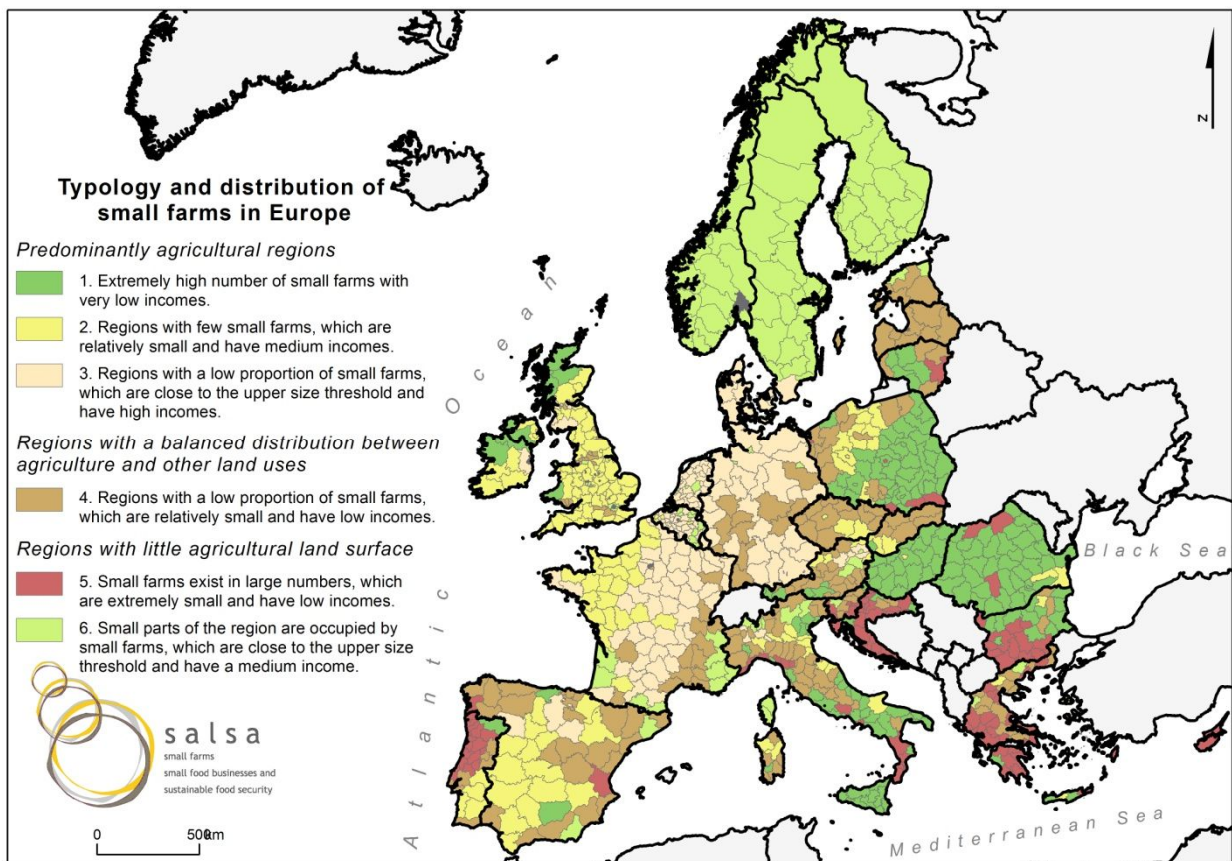 Typology and distribution of
small farms in Europe
Predominantly agricultural regions
1. Extremely high number of small farms with
very low incomes.
2. Regions with few small farms, which are
relatively small and have medium incomes.
3. Regions with a low proportion of small farms,
which are close to the upper size threshold and
have high incomes.
Regions with a balanced distribution between
agriculture and other land uses
4. Regions with a low proportion of small farms,
which are relatively small and have low incomes.
Regions with little agricultural land surface
5. Small farms exist in large numbers, which
are extremely small and have low incomes.
6. Small parts of the region are occupied by
small farms, which are close to the upper size
threshold and have a medium income.
salsa
small farms
small food businesses and
sustainable food security
0 500 km
Atlantic Ocean
Black Sea
Mediterranean Sea
N